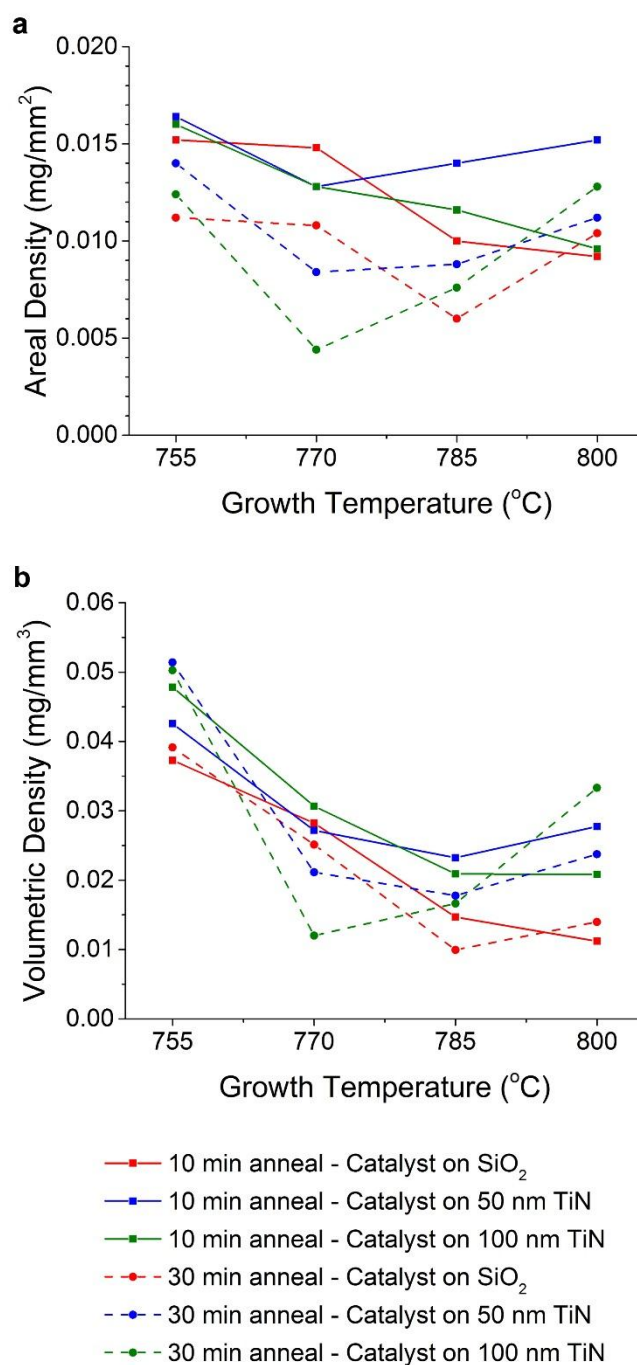 a
Areal Density (mg/mm²)
0.020
0.015
0.010
0.005
0.000
755 770 785 800
Growth Temperature (°C)
b
Volumetric Density (mg/mm³)
0.06
0.05
0.04
0.03
0.02
0.01
0.00
755 770 785 800
Growth Temperature (°C)
10 min anneal - Catalyst on SiO₂
10 min anneal - Catalyst on 50 nm TiN
10 min anneal - Catalyst on 100 nm TiN
30 min anneal - Catalyst on SiO₂
30 min anneal - Catalyst on 50 nm TiN
30 min anneal - Catalyst on 100 nm TiN